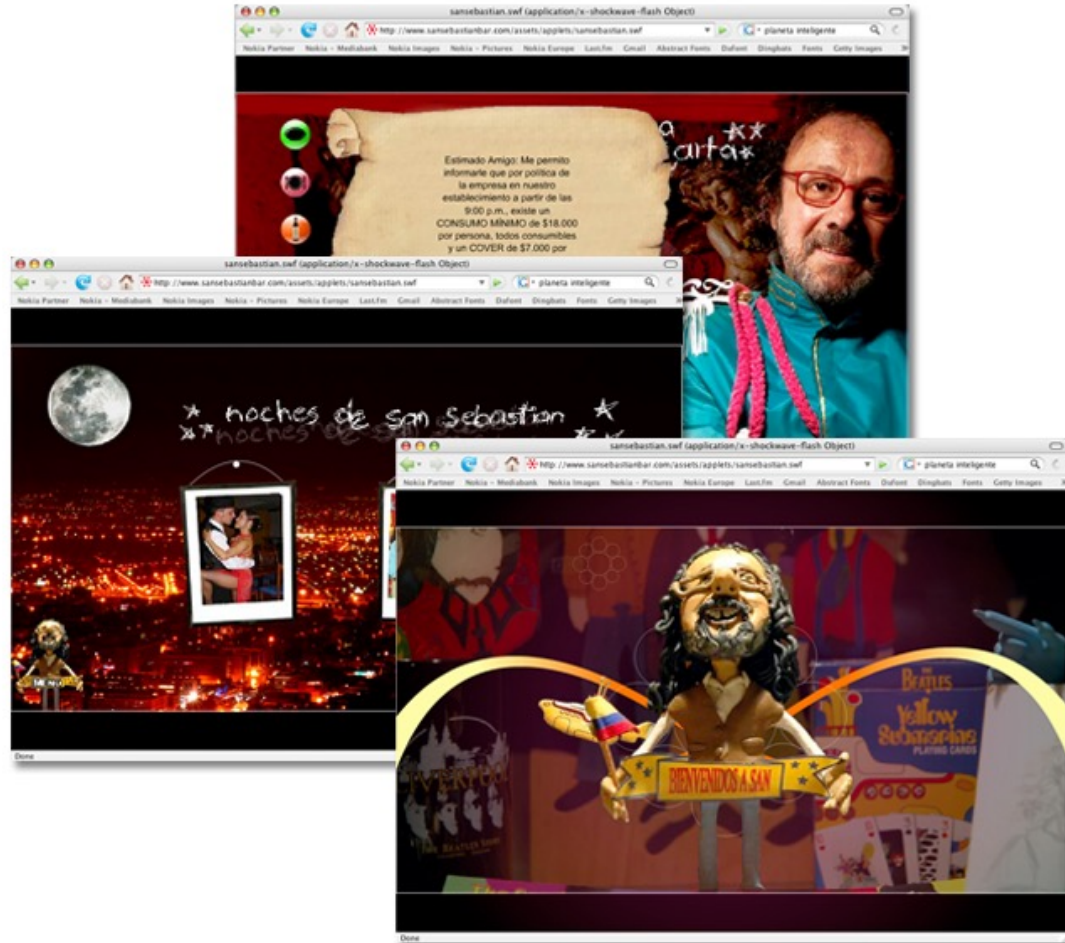 sansebastian.swf (application/x-shockwave-flash Object)
http://www.sansebastianbar.com/assets/applets/sansebastian.swf
planeta inteligente
Nokia Partner Nokia - Mediabank Nokia Images Nokia - Pictures Nokia Europe Last.fm Gmail Abstract Fonts Dafont Dingbats Fonts Getty Images
a
arta
Estimado Amigo: Me permito
informarle que por política de
la empresa en nuestro
establecimiento a partir de las
9:00 p.m., existe un
CONSUMO MÍNIMO de $18.000
por persona, todos consumibles
y un COVER de $7.000 por
sansebastian.swf (application/x-shockwave-flash Object)
http://www.sansebastianbar.com/assets/applets/sansebastian.swf
planeta inteligente
Nokia Partner Nokia - Mediabank Nokia Images Nokia - Pictures Nokia Europe Last.fm Gmail Abstract Fonts Dafont Dingbats Fonts Getty Images
noches de san sebastian
noches de san sebastian
Done
sansebastian.swf (application/x-shockwave-flash Object)
http://www.sansebastianbar.com/assets/applets/sansebastian.swf
planeta inteligente
Nokia Partner Nokia - Mediabank Nokia Images Nokia - Pictures Nokia Europe Last.fm Gmail Abstract Fonts Dafont Dingbats Fonts Getty Images
THE
BEATLES
Yellow
Submarine
PLAYING CARDS
BIENVENIDOS A SAN
THE BEATLES
Done